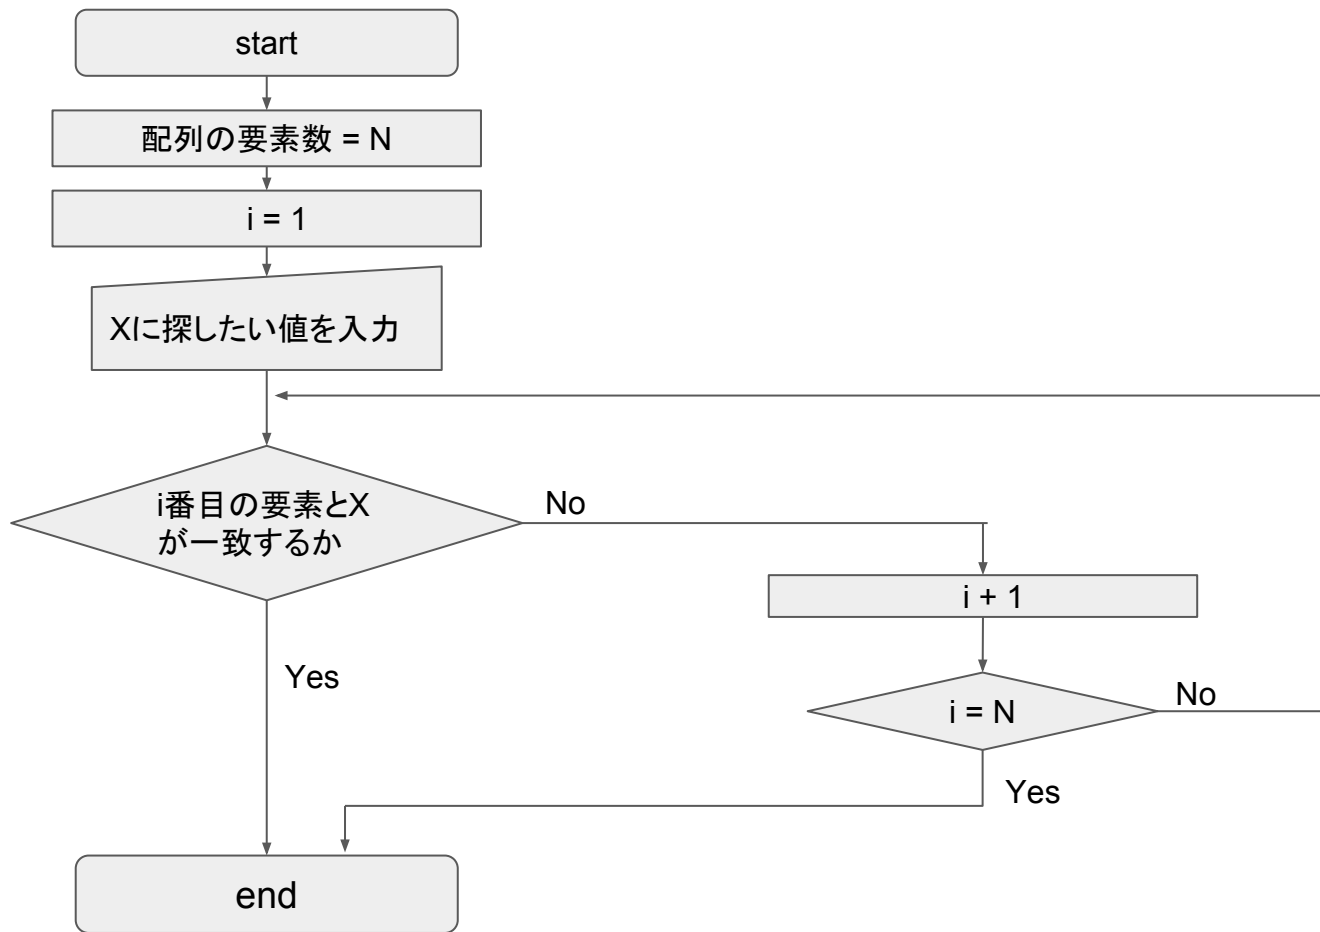 start
配列の要素数 = N
i = 1
Xに探したい値を入力
i番目の要素とX
が一致するか
No
i + 1
Yes
i = N
No
Yes
end